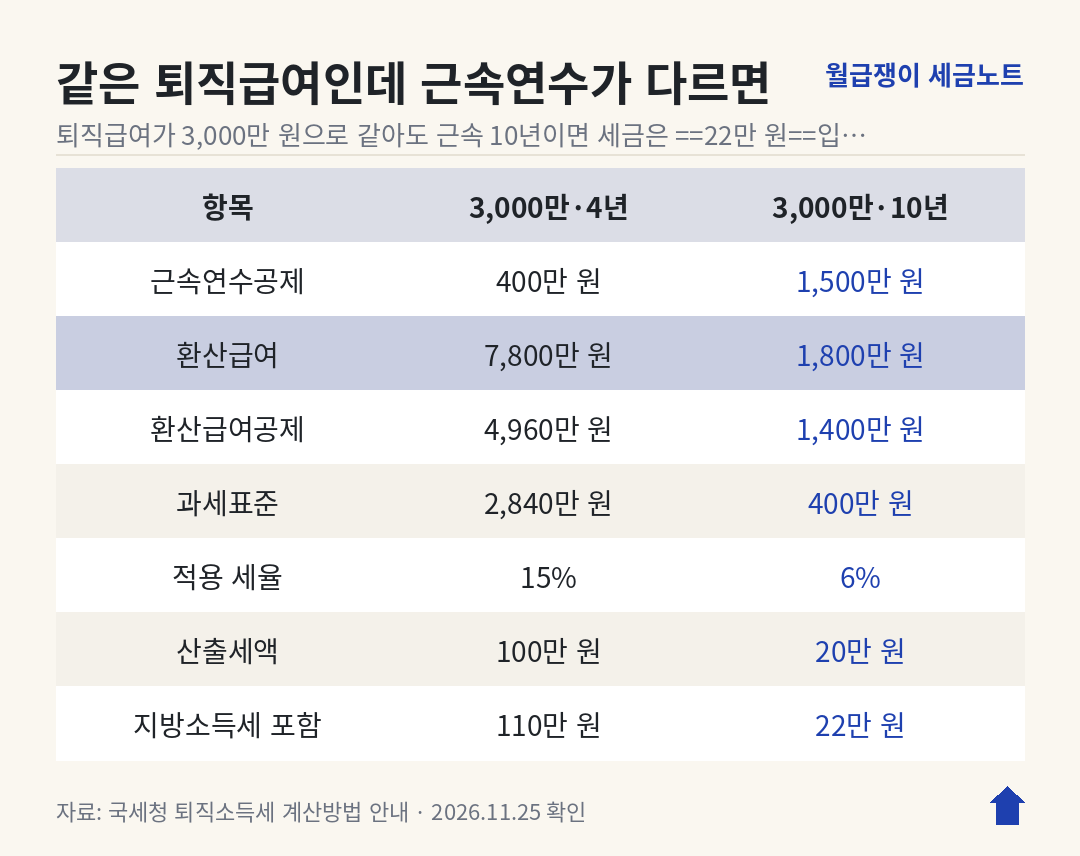 같은 퇴직급여인데 근속연수가 다르면
월급쟁이 세금노트
퇴직급여가 3,000만 원으로 같아도 근속 10년이면 세금은 ==22만 원==입…
항목 3,000만·4년 3,000만·10년
근속연수공제 400만 원 1,500만 원
환산급여 7,800만 원 1,800만 원
환산급여공제 4,960만 원 1,400만 원
과세표준 2,840만 원 400만 원
적용 세율 15% 6%
산출세액 100만 원 20만 원
지방소득세 포함 110만 원 22만 원
자료: 국세청 퇴직소득세 계산방법 안내 · 2026.11.25 확인